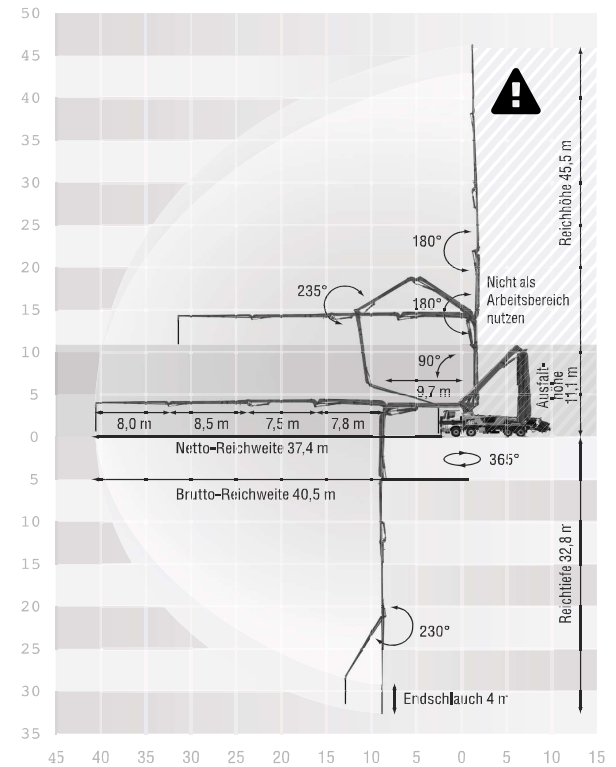 50
45
40
35
30
25
20
15
10
5
0
5
10
15
20
25
30
35
Reichhöhe 45,5 m
180°
Nicht als
Arbeitsbereich
nutzen
235°
180°
90°
9,7 m
Ausfalt-
höhe
11,1 m
8,0 m 8,5 m 7,5 m 7,8 m
Netto-Reichweite 37,4 m
365°
Brutto-Reichweite 40,5 m
Reichtiefe 32,8 m
230°
Endschlauch 4 m
45 40 35 30 25 20 15 10 5 0 5 10 15